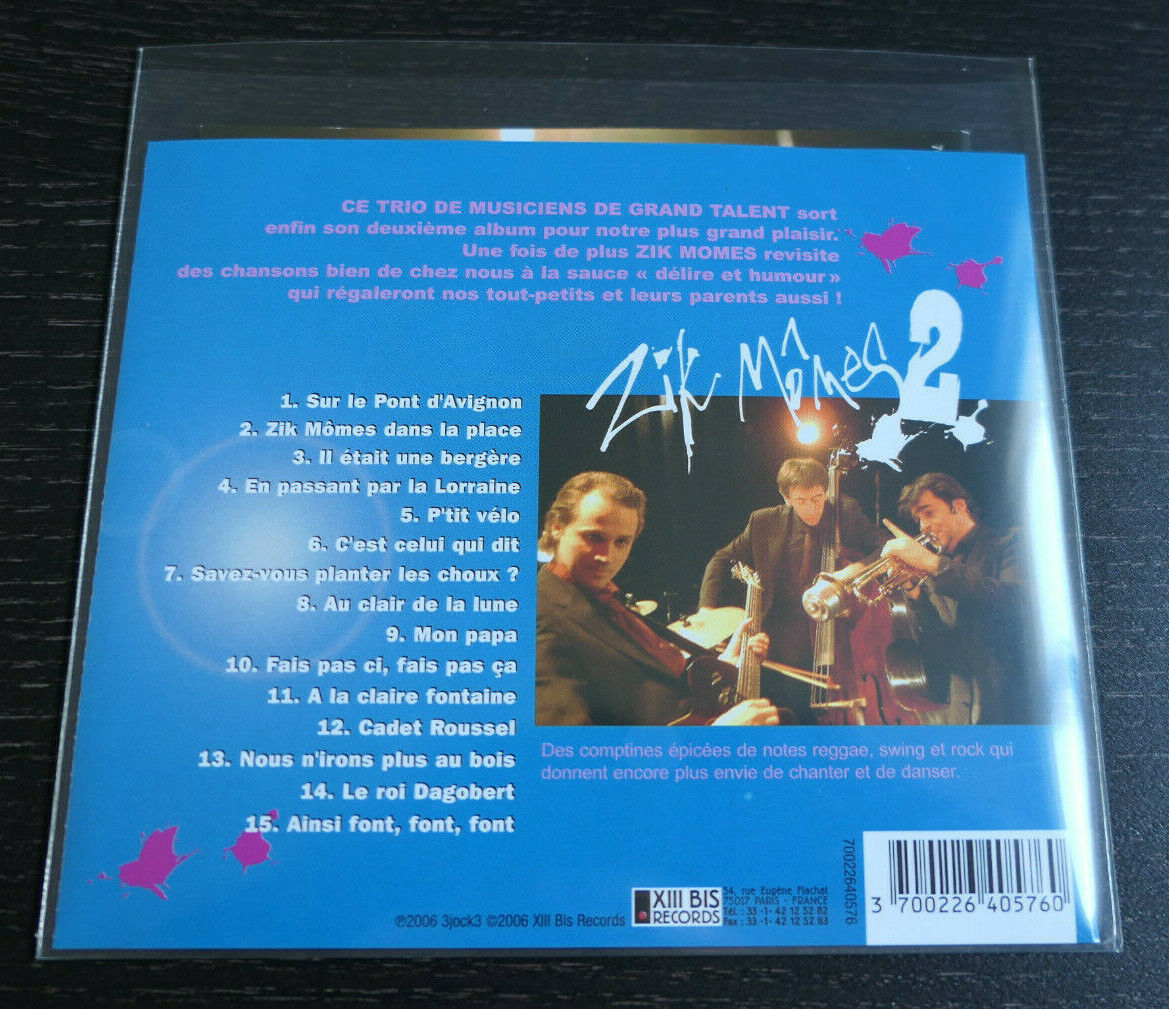 CE TRIO DE MUSICIENS DE GRAND TALENT sort
enfin son deuxième album pour notre plus grand plaisir.
Une fois de plus ZIK MOMES revisite
des chansons bien de chez nous à la sauce « délire et humour »
qui régaleront nos tout-petits et leurs parents aussi !
Zik Mômes 2
1. Sur le Pont d'Avignon
2. Zik Mômes dans la place
3. Il était une bergère
4. En passant par la Lorraine
5. P'tit vélo
6. C'est celui qui dit
7. Savez-vous planter les choux ?
8. Au clair de la lune
9. Mon papa
10. Fais pas ci, fais pas ça
11. A la claire fontaine
12. Cadet Roussel
13. Nous n'irons plus au bois
14. Le roi Dagobert
15. Ainsi font, font, font
Des comptines épicées de notes reggae, swing et rock qui
donnent encore plus envie de chanter et de danser.
℗2006 3jock3 ©2006 XIII Bis Records
XIII BIS
RECORDS
54, rue Eugène Flachat
75017 PARIS - FRANCE
Tél. : 33 -1- 42 12 52 82
Fax : 33 -1- 42 12 52 83
70022640576
3 700226 405760